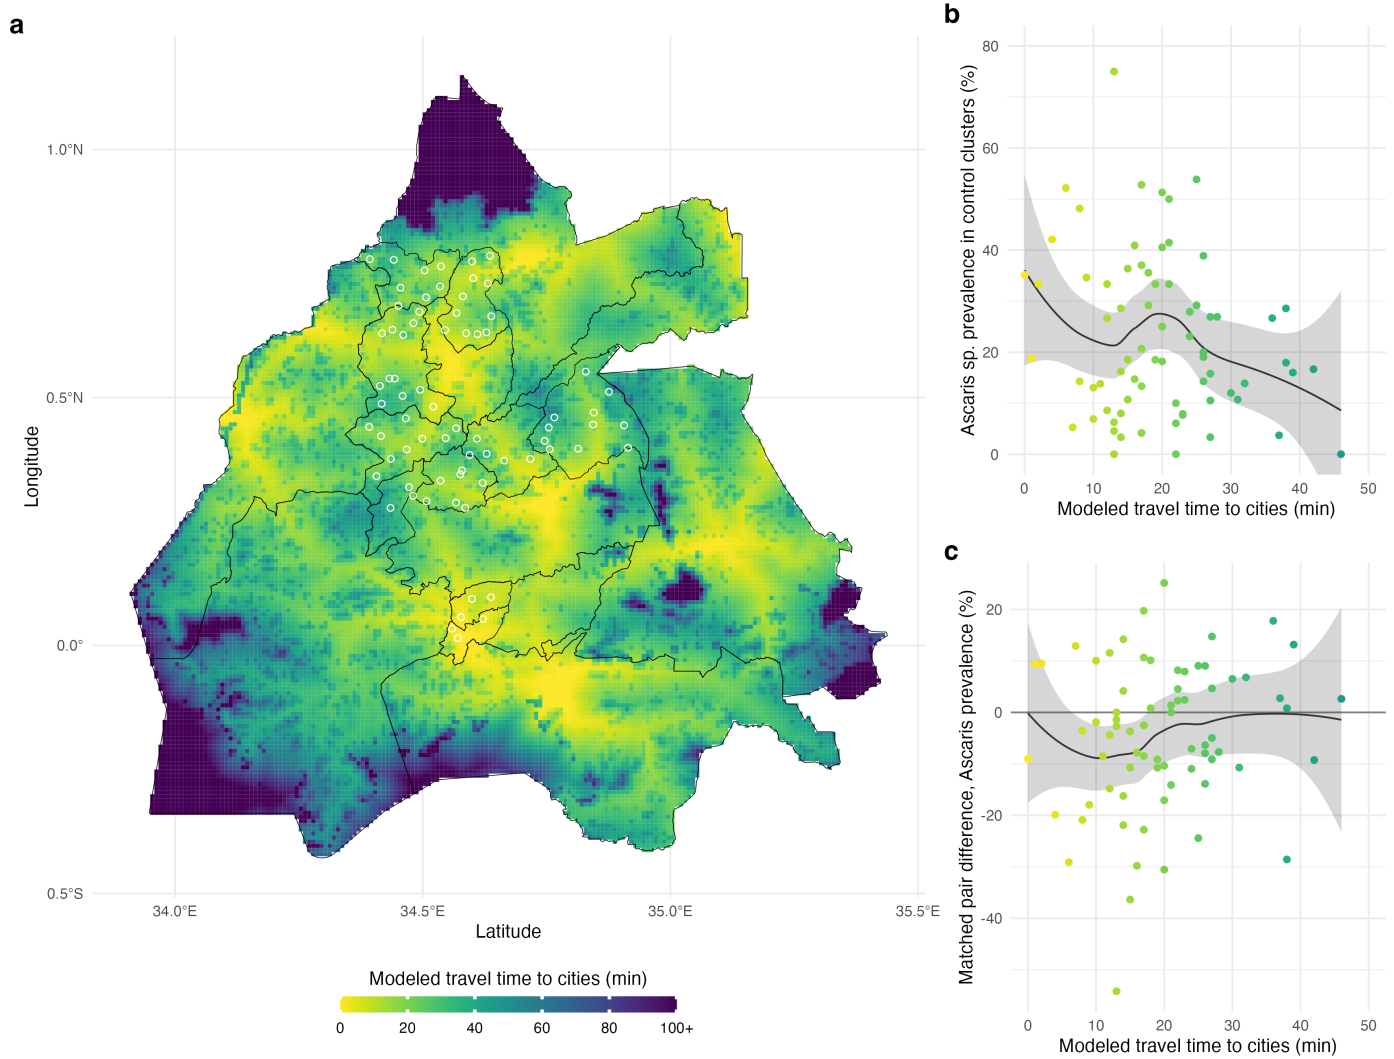 a
1.0°N
0.5°N
0.0°
0.5°S
Longitude
34.0°E 34.5°E 35.0°E 35.5°E
Latitude
Modeled travel time to cities (min)
0 20 40 60 80 100+
b
Ascaris sp. prevalence in control clusters (%)
80
60
40
20
0
0 10 20 30 40 50
Modeled travel time to cities (min)
c
Matched pair difference, Ascaris prevalence (%)
20
0
-20
-40
0 10 20 30 40 50
Modeled travel time to cities (min)